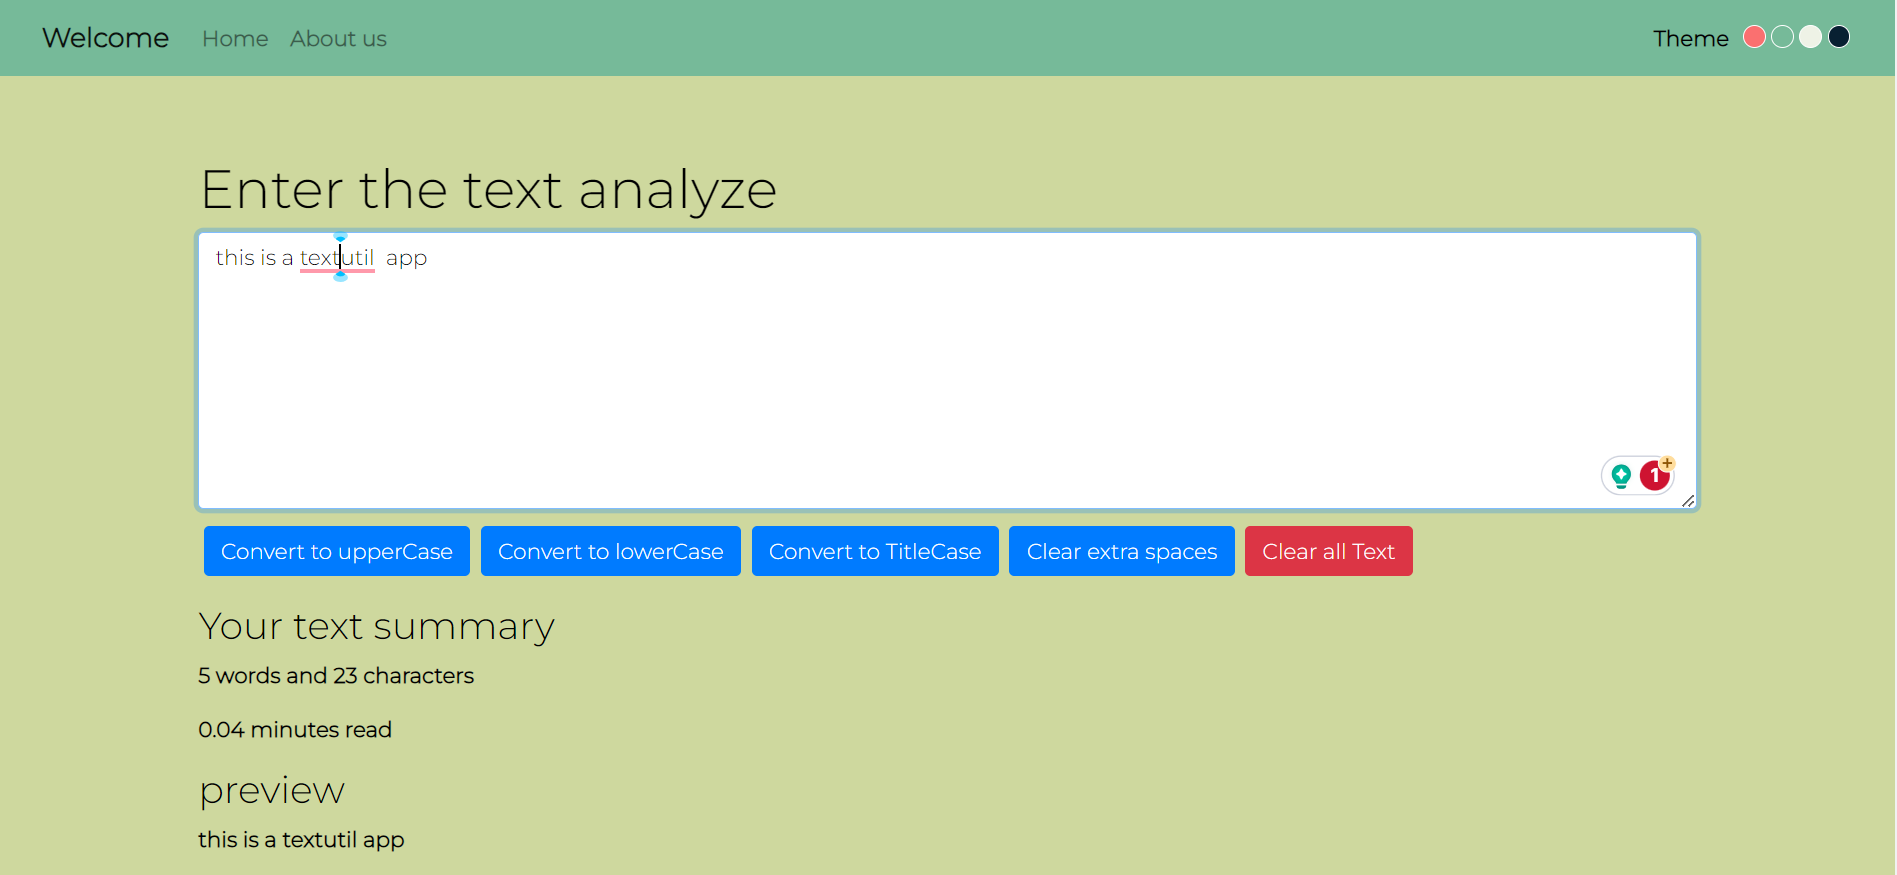 Welcome Home About us Theme
Enter the text analyze
this is a textutil  app
1+
Convert to upperCase Convert to lowerCase Convert to TitleCase Clear extra spaces Clear all Text
Your text summary
5 words and 23 characters
0.04 minutes read
preview
this is a textutil app